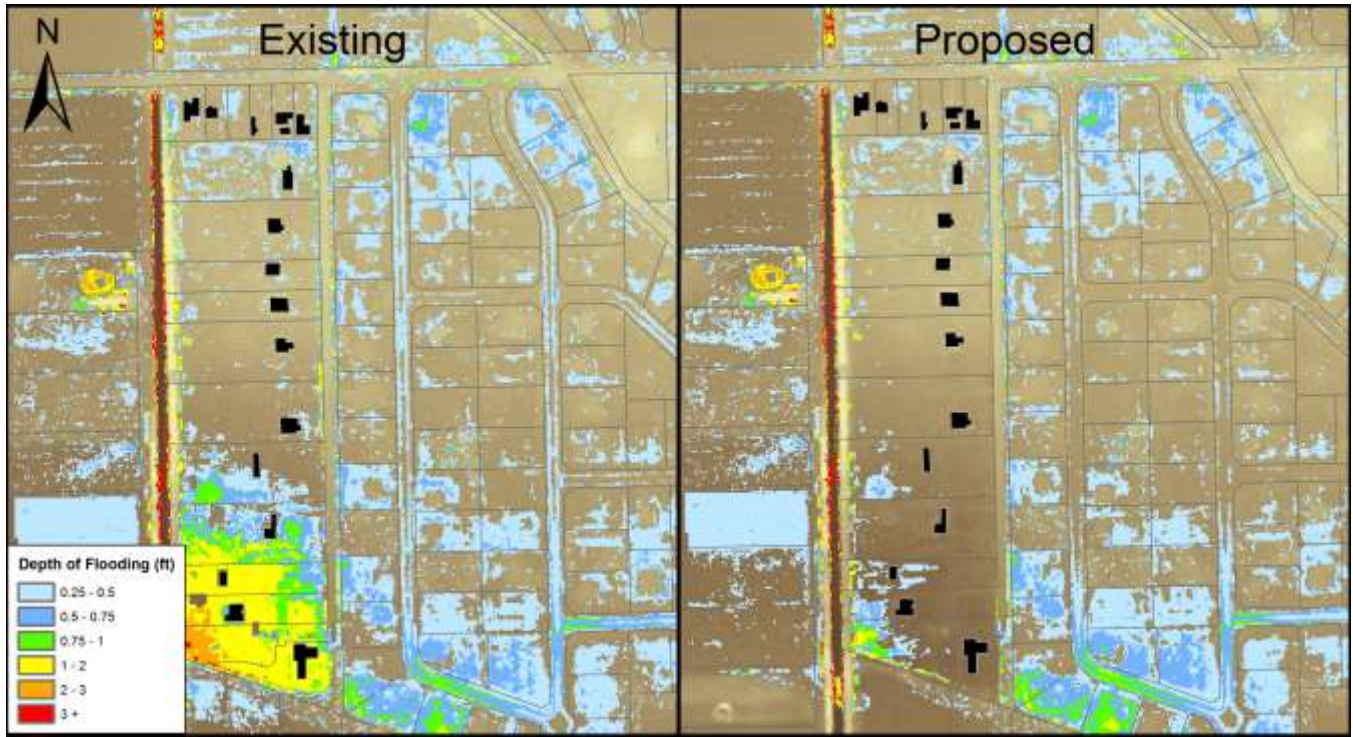 N
Existing
Proposed
Depth of Flooding (ft)
0.25 - 0.5
0.5 - 0.75
0.75 - 1
1 - 2
2 - 3
3 +